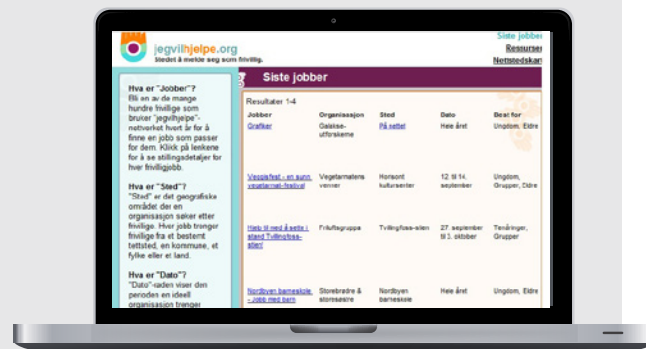 jegvilhjelpe.org
Stedet å melde seg som frivillig.
Siste jobber
Ressurser
Nettstedskart
Siste jobber
Hva er "Jobber"?
Bli en av de mange
hundre frivillige som
bruker "jegvilhjelpe"-
nettverket hvert år for å
finne en jobb som passer
for dem. Klikk på lenkene
for å se stillingsdetaljer for
hver frivilligjobb.
Hva er "Sted"?
"Sted" er det geografiske
området der en
organisasjon søker etter
frivillige. Hver jobb trenger
frivillige fra et bestemt
tettsted, en kommune, et
fylke eller et land.
Hva er "Dato"?
"Dato"-raden viser den
perioden en ideell
organisasjon trenger
Resultater 1-4
Jobber Organisasjon Sted Dato Best for
Grafiker Galakse- På nettet Hele året Ungdom, Eldre
utforskerne
Veggisfest - en sunn Vegetarmatens Horisont 12. til 14. Ungdom,
vegetarmat-festival venner kultursenter september Grupper, Eldre
Hjelp til med å sette i Friluftsgruppa Tvillingfoss-stien 27. september Tenåringer,
stand Tvillingfoss- til 3. oktober Grupper
stien!
Nordbyen barneskole Storebrødre & Nordbyen Hele året Ungdom, Eldre
- Jobb med barn storesøstre barneskole